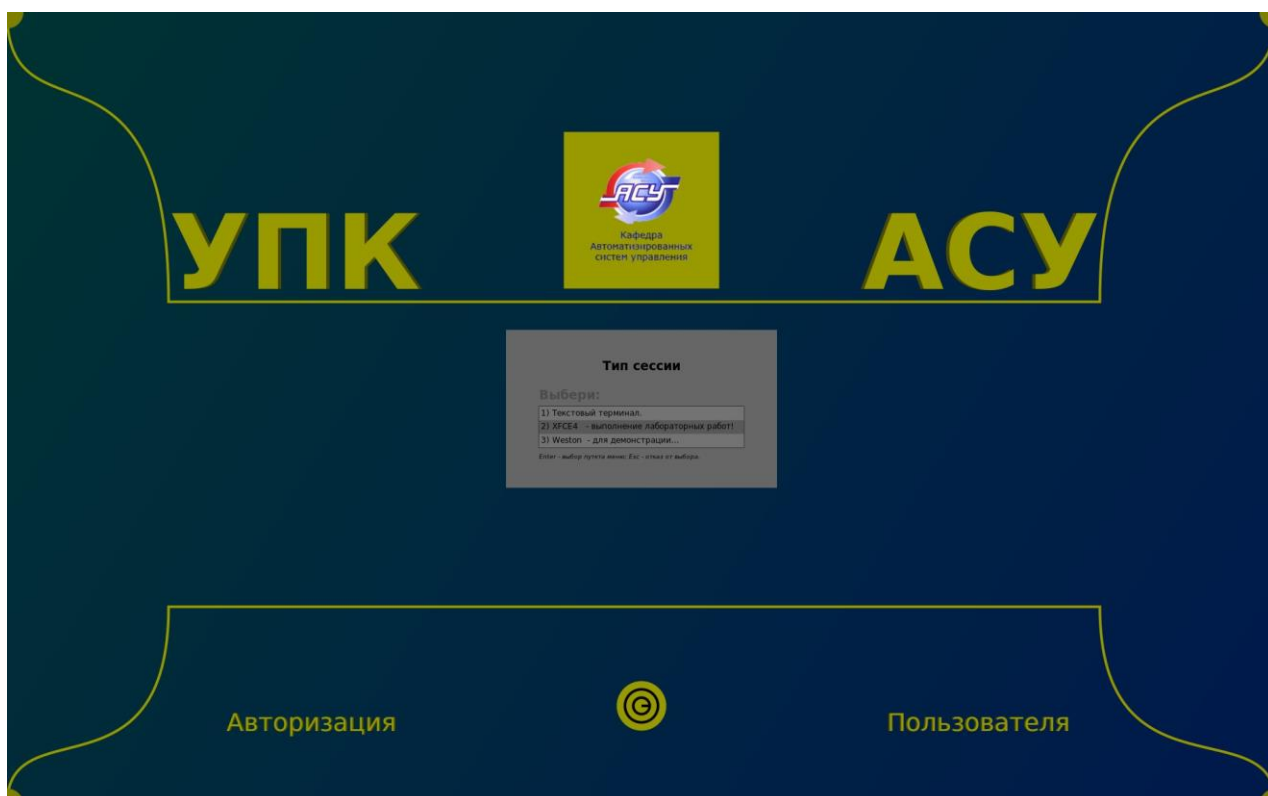 УПК
АСУ
АСУ
Кафедра
Автоматизированных
систем управления
Тип сессии
Выбери:
1) Текстовый терминал.
2) XFCE4 - выполнение лабораторных работ!
3) Weston - для демонстрации...
Enter - выбор пункта меню; Esc - отказ от выбора.
Авторизация
Пользователя